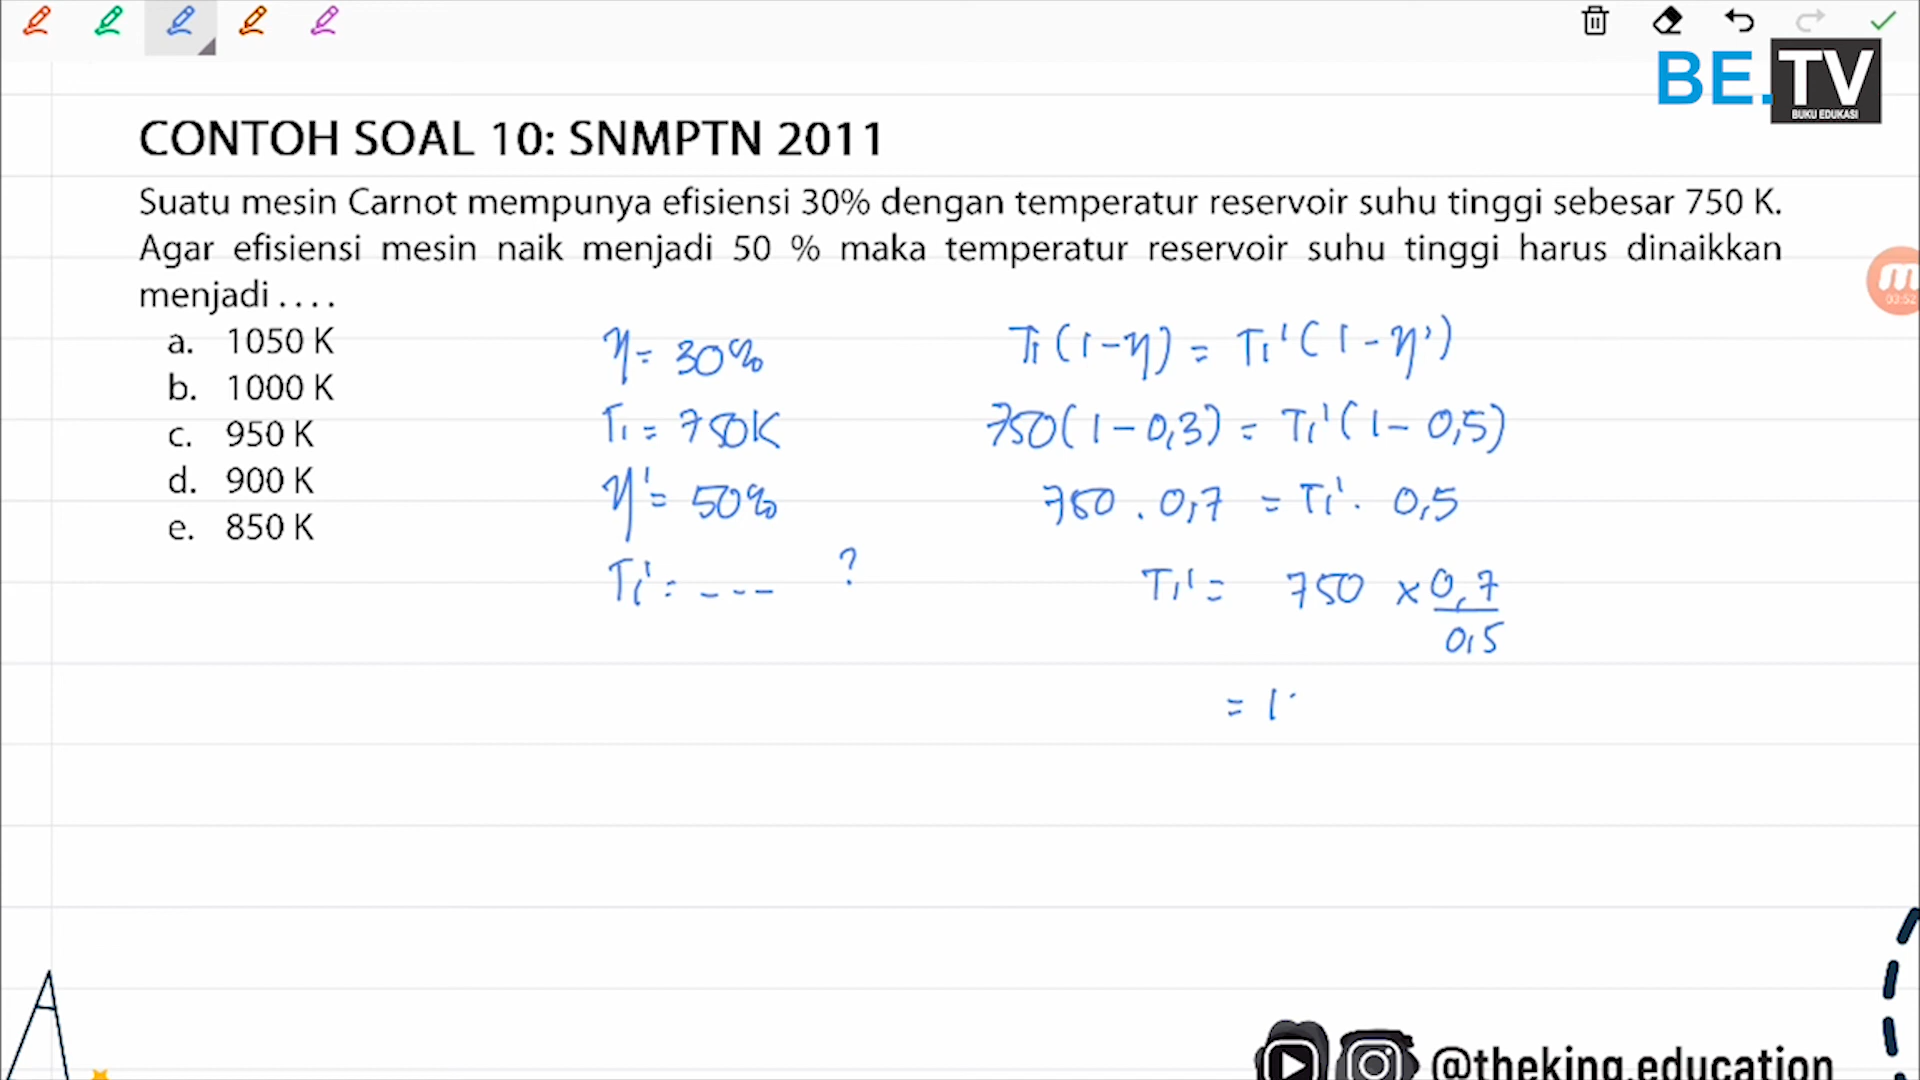 BE.TV
BUKU EDUKASI
CONTOH SOAL 10: SNMPTN 2011
Suatu mesin Carnot mempunya efisiensi 30% dengan temperatur reservoir suhu tinggi sebesar 750 K.
Agar efisiensi mesin naik menjadi 50 % maka temperatur reservoir suhu tinggi harus dinaikkan
menjadi . . . .
a. 1050 K
b. 1000 K
c. 950 K
d. 900 K
e. 850 K
η = 30%
T₁ = 750K
η' = 50%
T₁' = ---- ?
T₁(1-η) = T₁'(1-η')
750(1-0,3) = T₁'(1-0,5)
750 . 0,7 = T₁' . 0,5
T₁' = 750 x 0,7
0,5
= 1
03:52
A
@theking.education